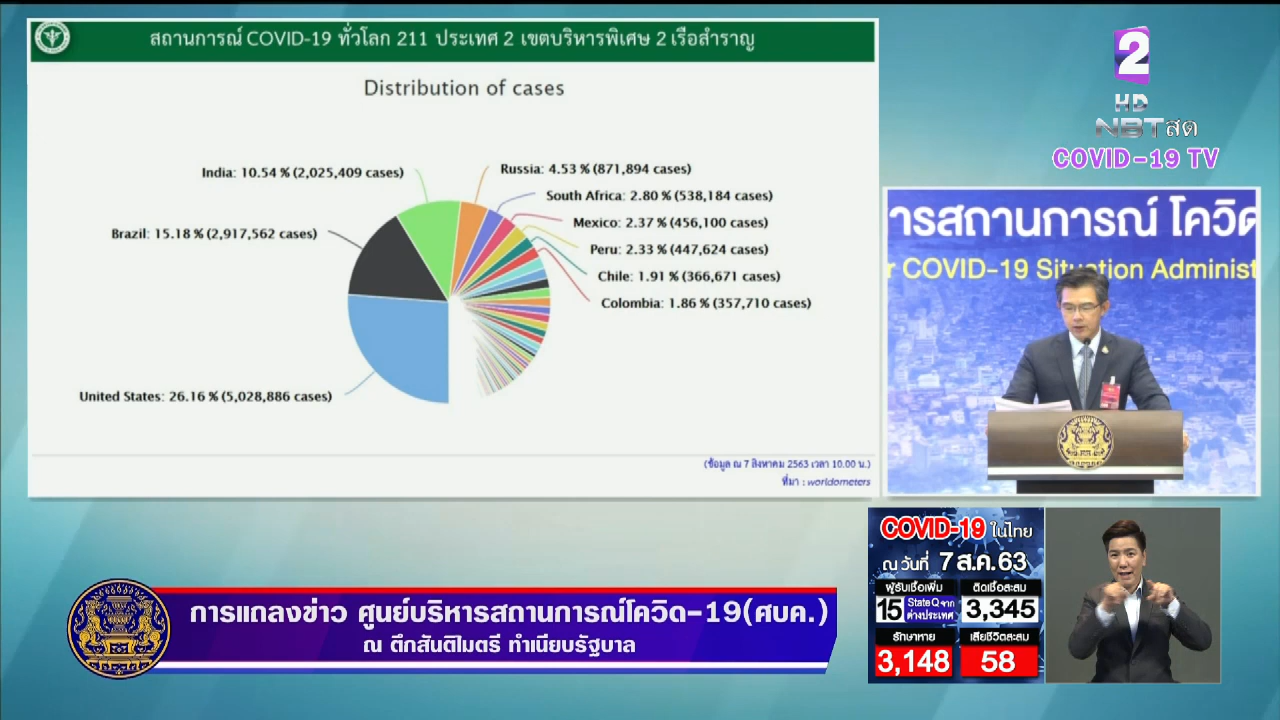 สถานการณ์ COVID-19 ทั่วโลก 211 ประเทศ 2 เขตบริหารพิเศษ 2 เรือสำราญ
Distribution of cases
India: 10.54 % (2,025,409 cases)
Russia: 4.53 % (871,894 cases)
South Africa: 2.80 % (538,184 cases)
Mexico: 2.37 % (456,100 cases)
Brazil: 15.18 % (2,917,562 cases)
Peru: 2.33 % (447,624 cases)
Chile: 1.91 % (366,671 cases)
Colombia: 1.86 % (357,710 cases)
United States: 26.16 % (5,028,886 cases)
(ข้อมูล ณ 7 สิงหาคม 2563 เวลา 10.00 น.)
ที่มา : worldometers
2
HD
NBT สด
COVID-19 TV
ารสถานการณ์ โควิด
r COVID-19 Situation Administ
COVID-19 ในไทย
ณ วันที่ 7 ส.ค. 63
ผู้รับเชื้อเพิ่ม
ติดเชื้อสะสม
15 State Q จาก ต่างประเทศ
3,345
รักษาหาย
เสียชีวิตสะสม
3,148
58
การแถลงข่าว ศูนย์บริหารสถานการณ์โควิด-19(ศบค.)
ณ ตึกสันติไมตรี ทำเนียบรัฐบาล